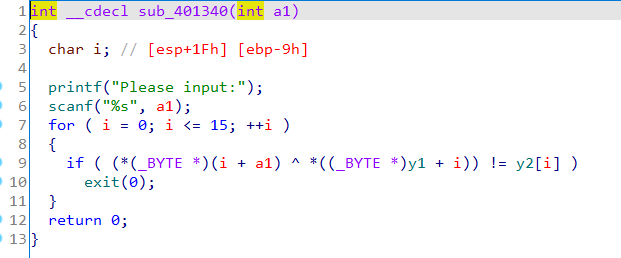 1 int __cdecl sub_401340(int a1)
2 {
3   char i; // [esp+1Fh] [ebp-9h]
4
5   printf("Please input:");
6   scanf("%s", a1);
7   for ( i = 0; i <= 15; ++i )
8   {
9     if ( (*(_BYTE *)(i + a1) ^ *((_BYTE *)y1 + i)) != y2[i] )
10       exit(0);
11   }
12   return 0;
13 }